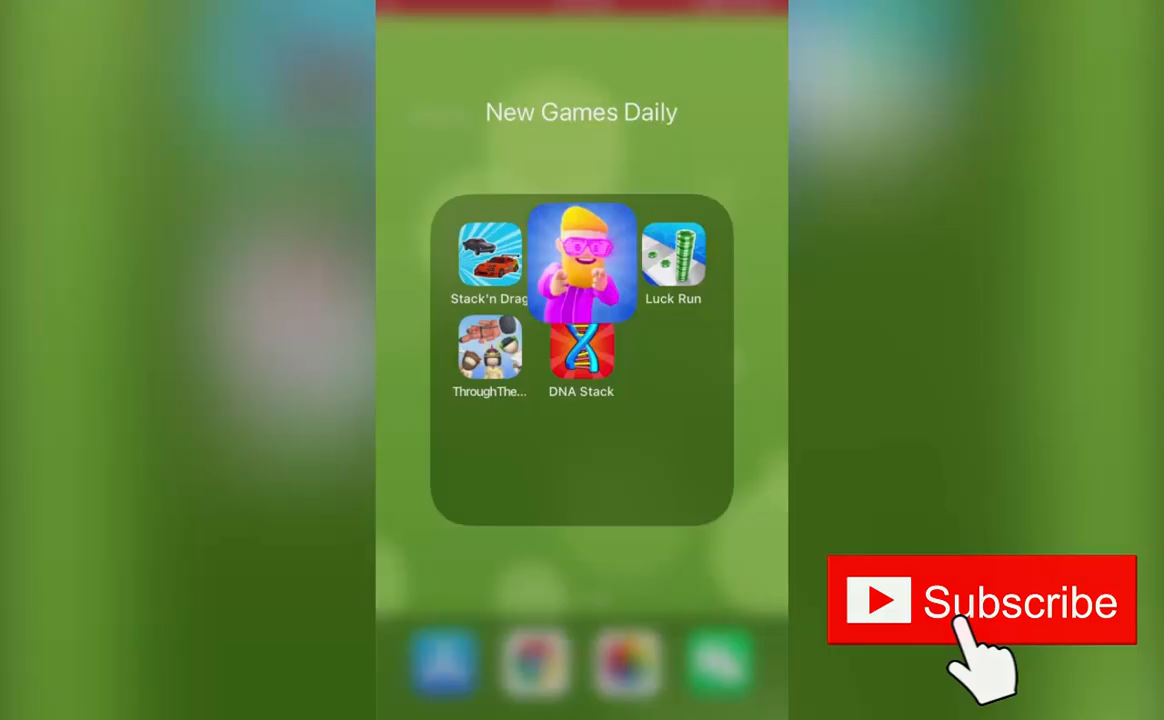 New Games Daily
Stack'n Drag
Luck Run
ThroughThe...
DNA Stack
Subscribe